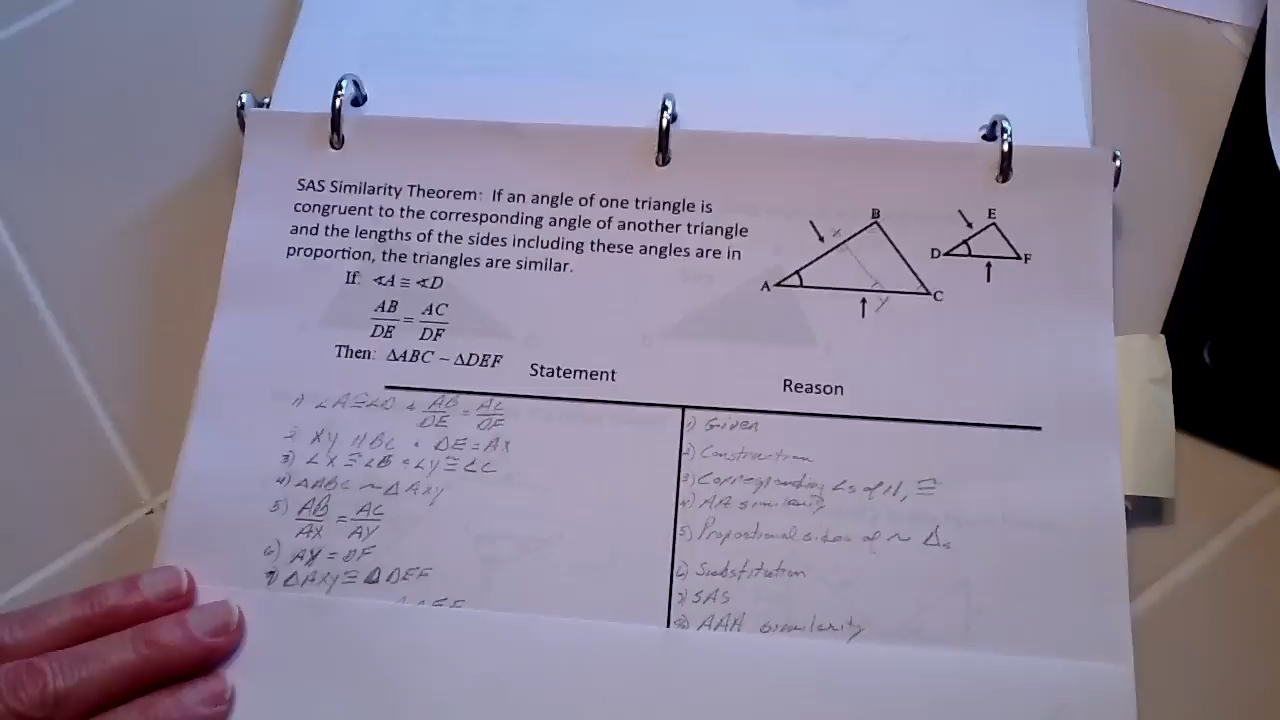 SAS Similarity Theorem: If an angle of one triangle is
congruent to the corresponding angle of another triangle
and the lengths of the sides including these angles are in
proportion, the triangles are similar.
If: ∢A ≅ ∢D
AB/DE = AC/DF
Then: ΔABC ~ ΔDEF
B
X
A
C
Y
E
D
F
Statement
Reason
1) ∠A≅∠D & AB/DE = AC/DF
1) Given
2) XY ∥ BC & DE = AX
2) Construction
3) ∠X ≅ ∠B & ∠Y ≅ ∠C
3) Corresponding ∠s of ∥, ≅
4) ΔABC ~ ΔAXY
4) AA similarity
5) AB/AX = AC/AY
5) Proportional sides of ~ Δs
6) AY = DF
6) Substitution
7) ΔAXY ≅ ΔDEF
7) SAS
8) AAA similarity